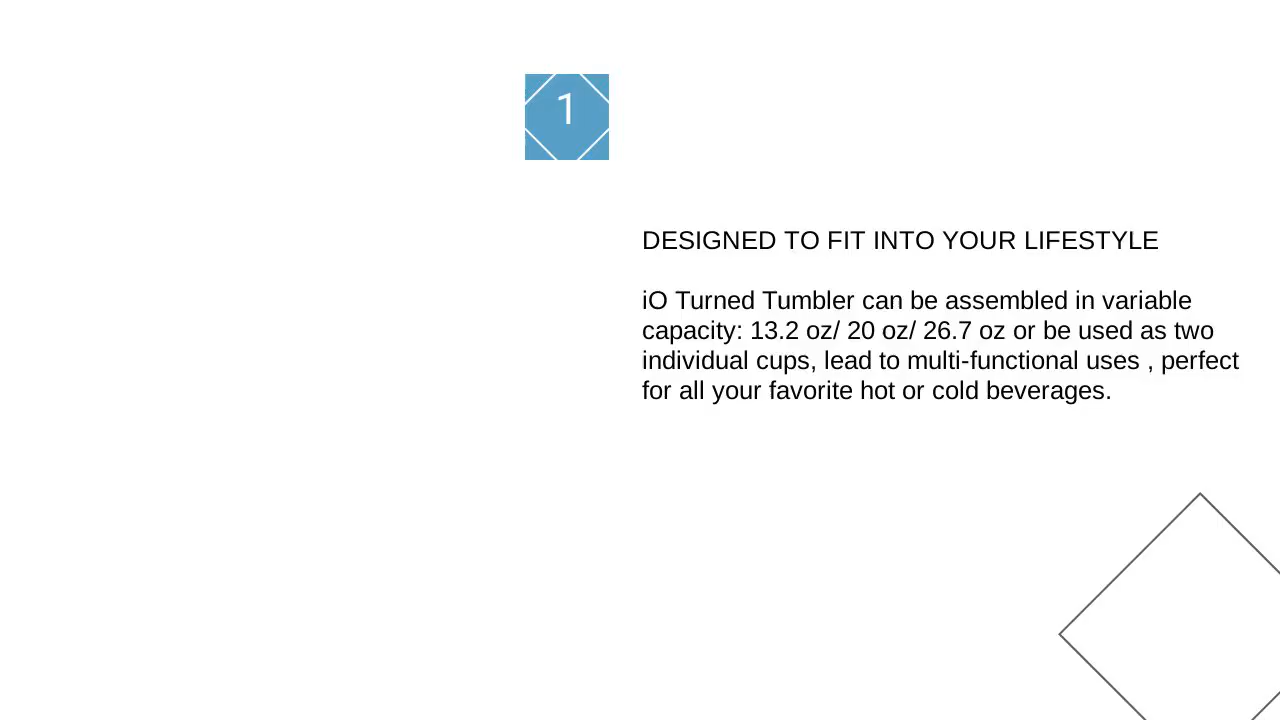 1
DESIGNED TO FIT INTO YOUR LIFESTYLE
iO Turned Tumbler can be assembled in variable
capacity: 13.2 oz/ 20 oz/ 26.7 oz or be used as two
individual cups, lead to multi-functional uses , perfect
for all your favorite hot or cold beverages.